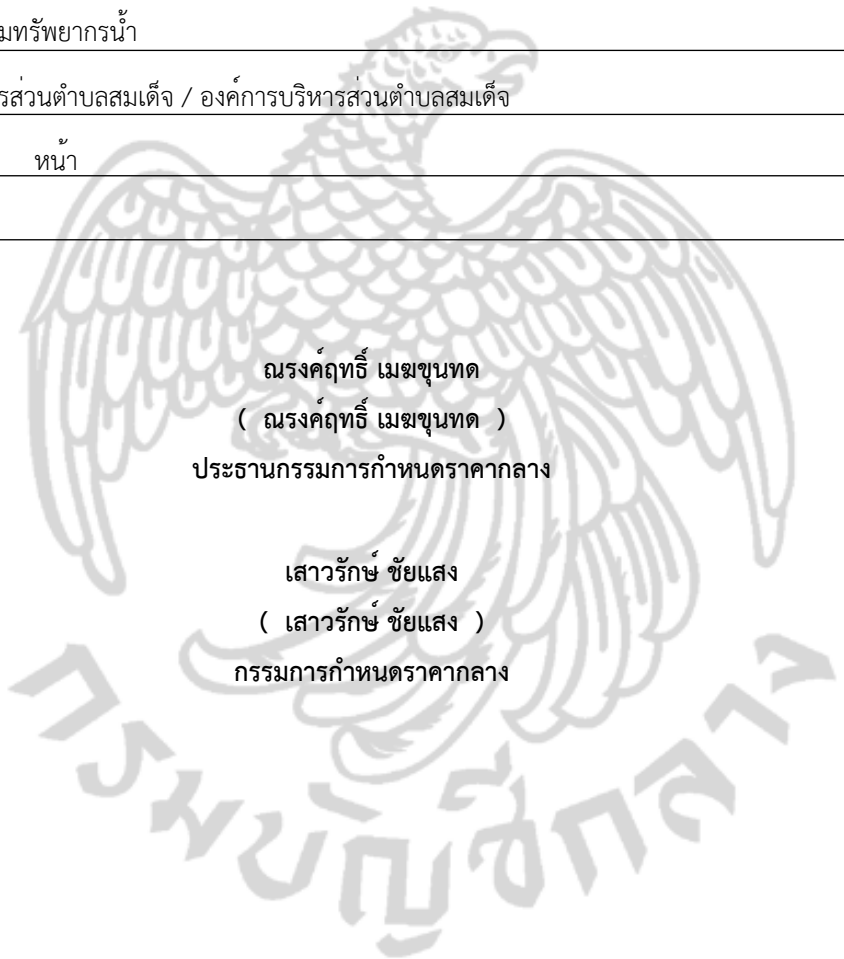 มทรัพยากรน้ำ
รส่วนตำบลสมเด็จ / องค์การบริหารส่วนตำบลสมเด็จ
หน้า
ณรงค์ฤทธิ์ เมฆขุนทด
( ณรงค์ฤทธิ์ เมฆขุนทด )
ประธานกรรมการกำหนดราคากลาง
เสาวรักษ์ ชัยแสง
( เสาวรักษ์ ชัยแสง )
กรรมการกำหนดราคากลาง
กรมบัญชีกลาง